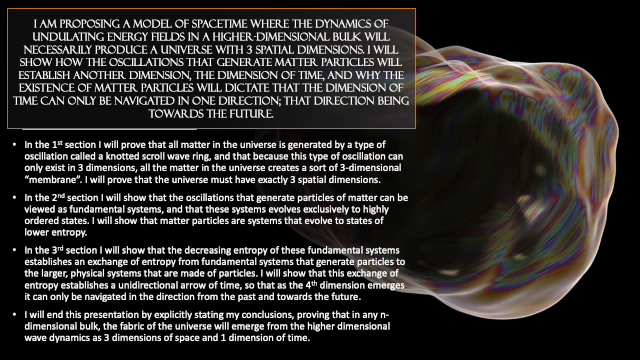 I AM PROPOSING A MODEL OF SPACETIME WHERE THE DYNAMICS OF
UNDULATING ENERGY FIELDS IN A HIGHER-DIMENSIONAL BULK WILL
NECESSARILY PRODUCE A UNIVERSE WITH 3 SPATIAL DIMENSIONS. I WILL
SHOW HOW THE OSCILLATIONS THAT GENERATE MATTER PARTICLES WILL
ESTABLISH ANOTHER DIMENSION, THE DIMENSION OF TIME, AND WHY THE
EXISTENCE OF MATTER PARTICLES WILL DICTATE THAT THE DIMENSION OF
TIME CAN ONLY BE NAVIGATED IN ONE DIRECTION; THAT DIRECTION BEING
TOWARDS THE FUTURE.
• In the 1st section I will prove that all matter in the universe is generated by a type of
oscillation called a knotted scroll wave ring, and that because this type of oscillation can
only exist in 3 dimensions, all the matter in the universe creates a sort of 3-dimensional
"membrane". I will prove that the universe must have exactly 3 spatial dimensions.
• In the 2nd section I will show that the oscillations that generate particles of matter can be
viewed as fundamental systems, and that these systems evolves exclusively to highly
ordered states. I will show that matter particles are systems that evolve to states of
lower entropy.
• In the 3rd section I will show that the decreasing entropy of these fundamental systems
establishes an exchange of entropy from fundamental systems that generate particles to
the larger, physical systems that are made of particles. I will show that this exchange of
entropy establishes a unidirectional arrow of time, so that as the 4th dimension emerges
it can only be navigated in the direction from the past and towards the future.
• I will end this presentation by explicitly stating my conclusions, proving that in any n-
dimensional bulk, the fabric of the universe will emerge from the higher dimensional
wave dynamics as 3 dimensions of space and 1 dimension of time.